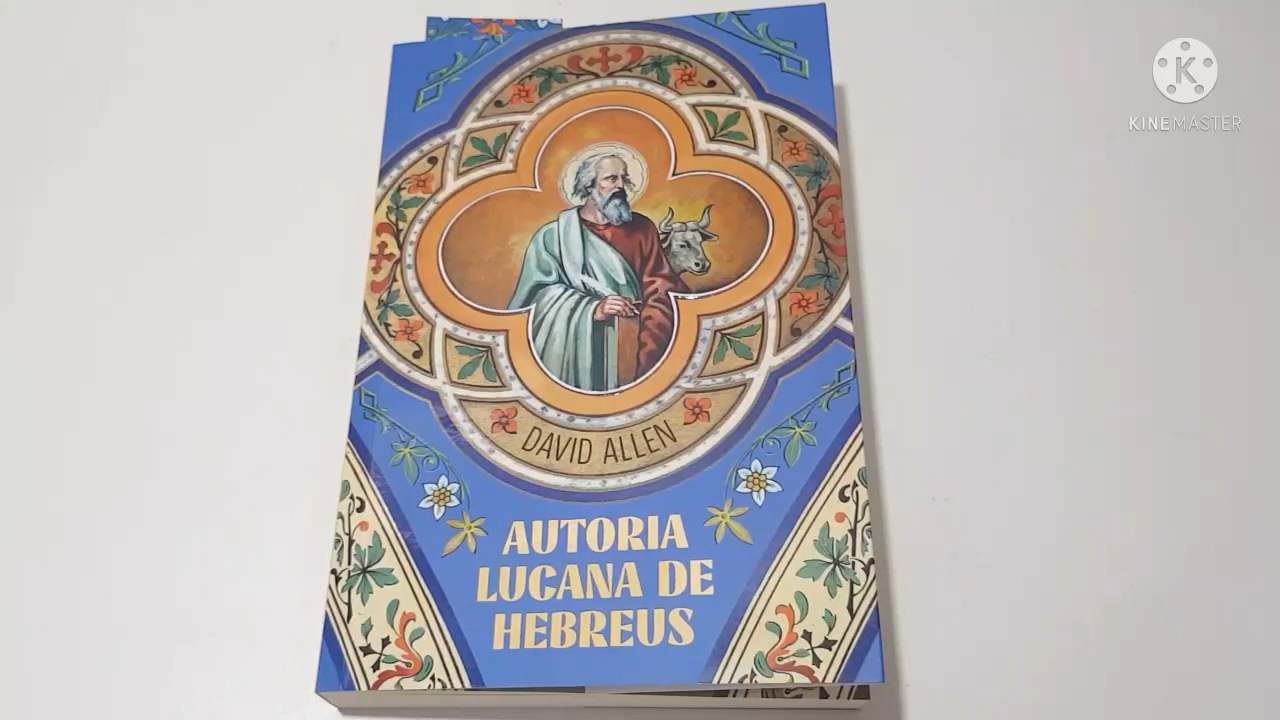 K
KINEMASTER
DAVID ALLEN
AUTORIA
LUCANA DE
HEBREUS